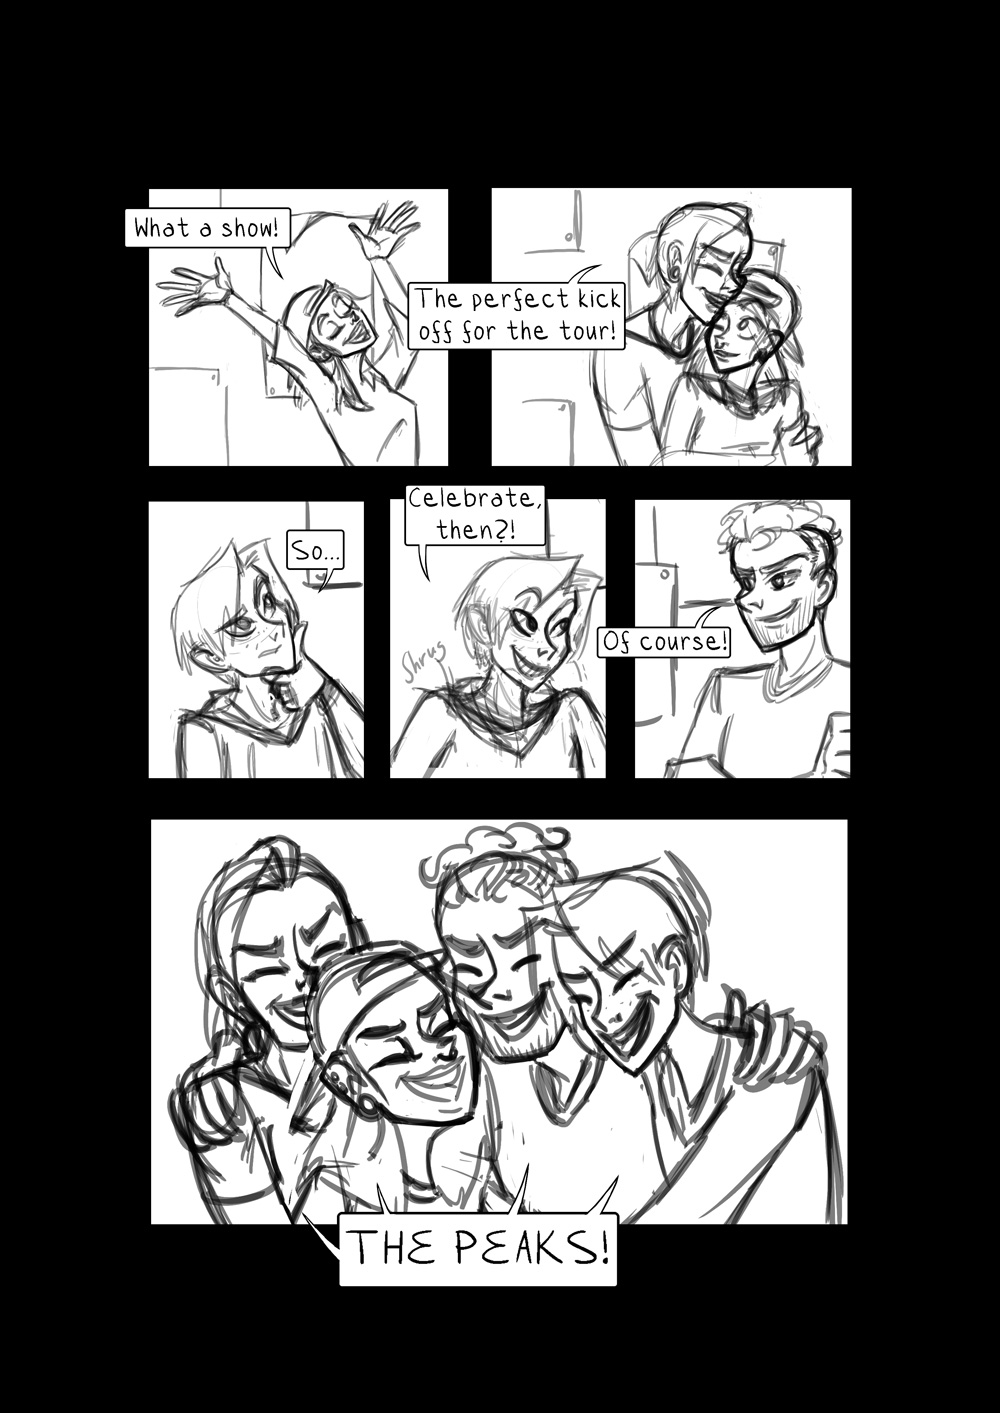 What a show!
The perfect kick
off for the tour!
So...
Celebrate,
then?!
shrug
Of course!
THE PEAKS!